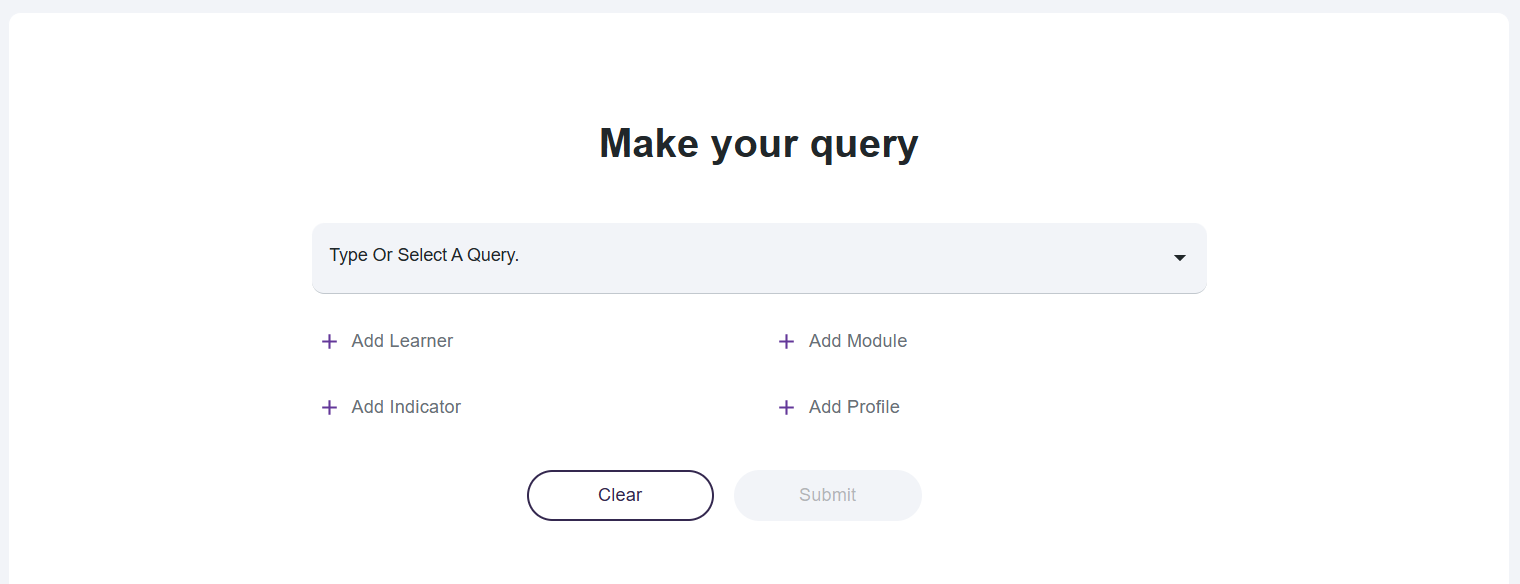 Make your query
Type Or Select A Query.
Add Learner
Add Module
Add Indicator
Add Profile
Clear
Submit